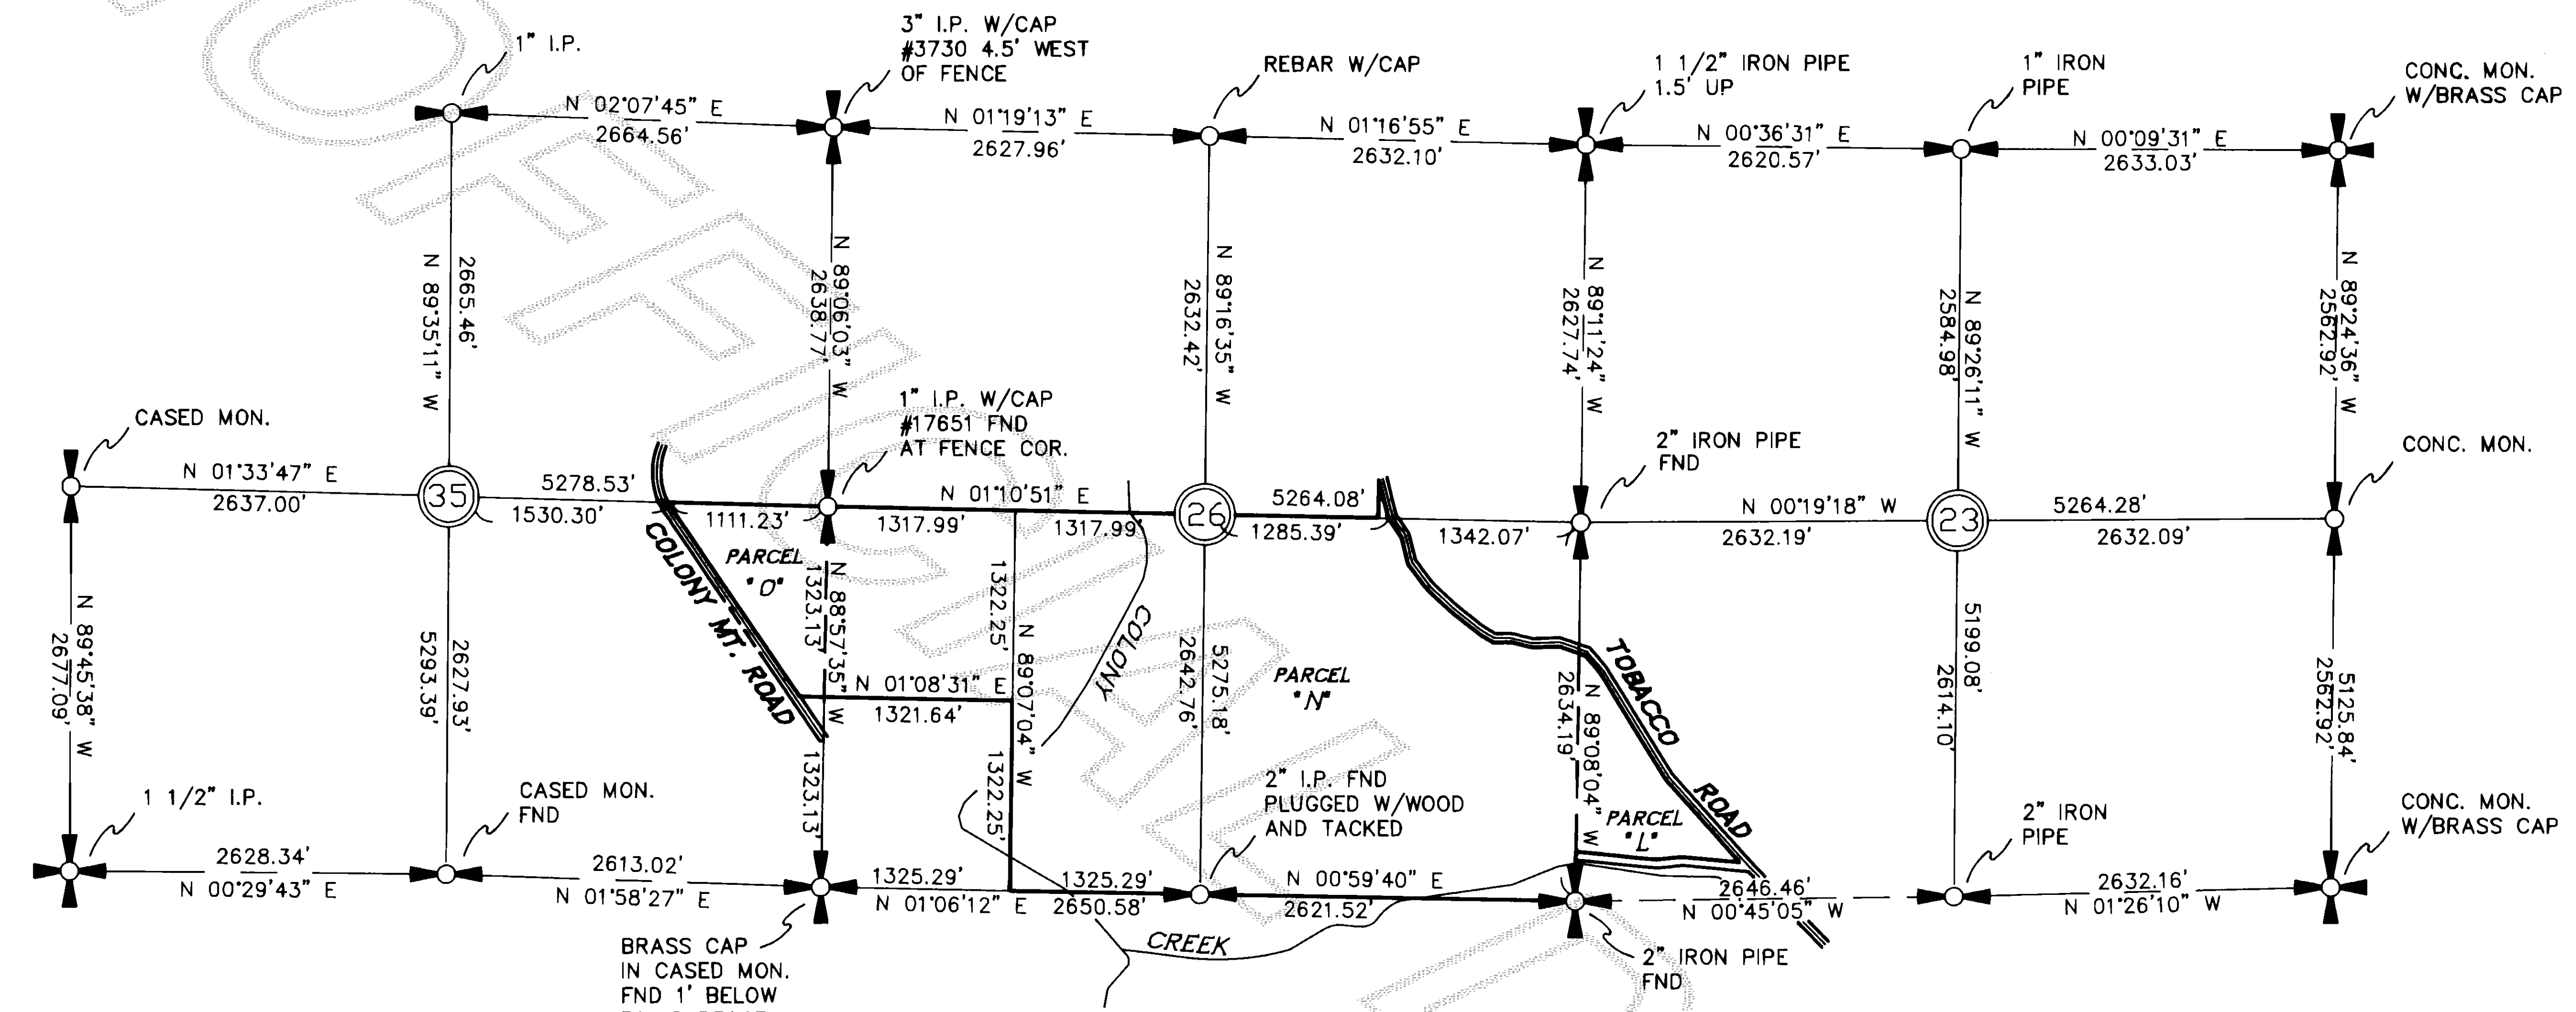 1" I.P.
3" I.P. W/CAP
#3730 4.5' WEST
OF FENCE
REBAR W/CAP
1 1/2" IRON PIPE
1.5' UP
1" IRON
PIPE
CONC. MON.
W/BRASS CAP
N 02°07'45" E
2664.56'
N 01°19'13" E
2627.96'
N 01°16'55" E
2632.10'
N 00°36'31" E
2620.57'
N 00°09'31" E
2633.03'
2665.46'
N 89°35'11" W
N 89°06'03" W
2638.77'
N 89°16'35" W
2632.42'
N 89°11'24" W
2627.74'
N 89°26'11" W
2584.98'
N 89°24'36" W
2562.92'
CASED MON.
1" I.P. W/CAP
#17651 FND
AT FENCE COR.
2" IRON PIPE
FND
CONC. MON.
N 01°33'47" E
2637.00'
35
5278.53'
1530.30'
1111.23'
N 01°10'51" E
1317.99'
1317.99'
26
5264.08'
1285.39'
1342.07'
N 00°19'18" W
2632.19'
23
5264.28'
2632.09'
COLONY MT. ROAD
PARCEL
"O"
N 88°57'35" W
1323.13'
1323.13'
1322.25'
N 89°07'04" W
1322.25'
N 01°08'31" E
1321.64'
COLONY
5275.18'
2642.76'
PARCEL
"N"
TOBACCO ROAD
N 89°08'04" W
2634.19'
5199.08'
2614.10'
5125.84'
2562.92'
N 89°45'38" W
2677.09'
2627.93'
5293.39'
1 1/2" I.P.
CASED MON.
FND
2" I.P. FND
PLUGGED W/WOOD
AND TACKED
PARCEL
"L"
2" IRON
PIPE
CONC. MON.
W/BRASS CAP
2628.34'
N 00°29'43" E
2613.02'
N 01°58'27" E
1325.29'
1325.29'
N 01°06'12" E
2650.58'
N 00°59'40" E
2621.52'
2646.46'
N 00°45'05" W
2632.16'
N 01°26'10" W
CREEK
BRASS CAP
IN CASED MON.
FND 1' BELOW
2" IRON PIPE
FND